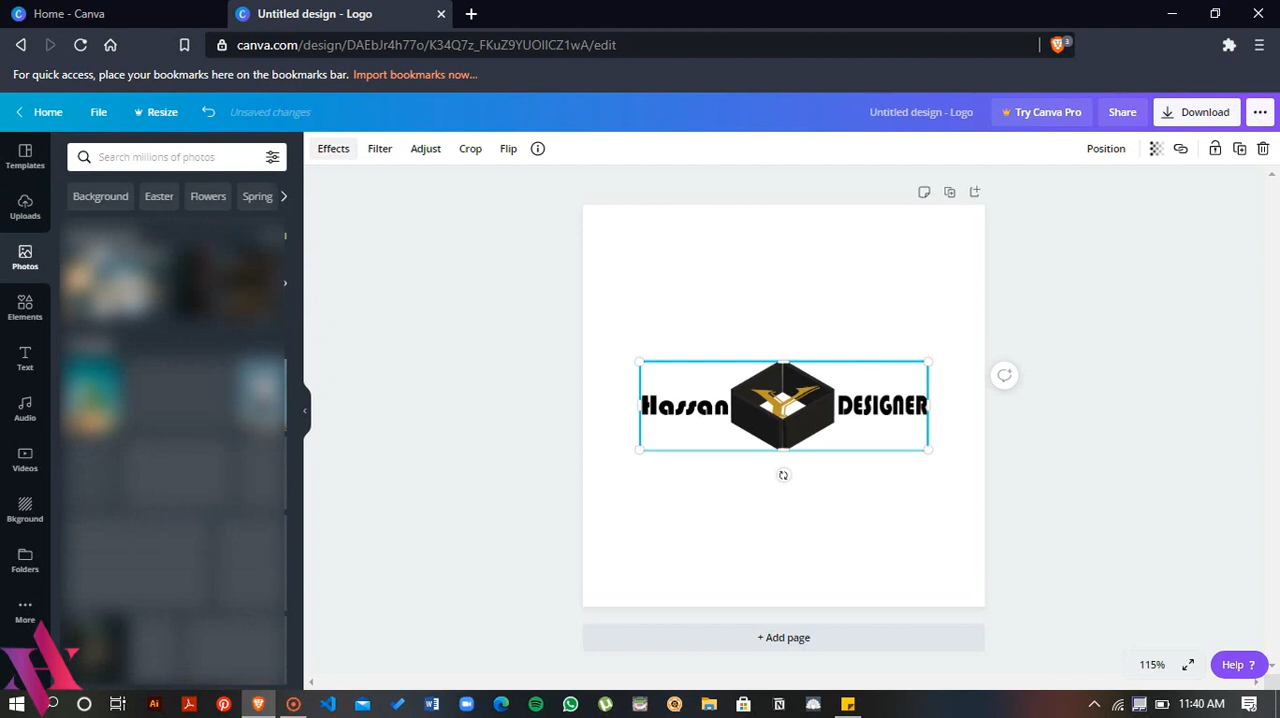 Home - Canva
Untitled design - Logo
canva.com/design/DAEbJr4h77o/K34Q7z_FKuZ9YUOIICZ1wA/edit
3
For quick access, place your bookmarks here on the bookmarks bar. Import bookmarks now...
Home File Resize Unsaved changes Untitled design - Logo Try Canva Pro Share Download
Effects Filter Adjust Crop Flip Position
Templates
Uploads
Photos
Elements
Text
Audio
Videos
Bkground
Folders
More
Search millions of photos
Background Easter Flowers Spring
Hassan DESIGNER
+ Add page
115% Help ?
Ai 11:40 AM